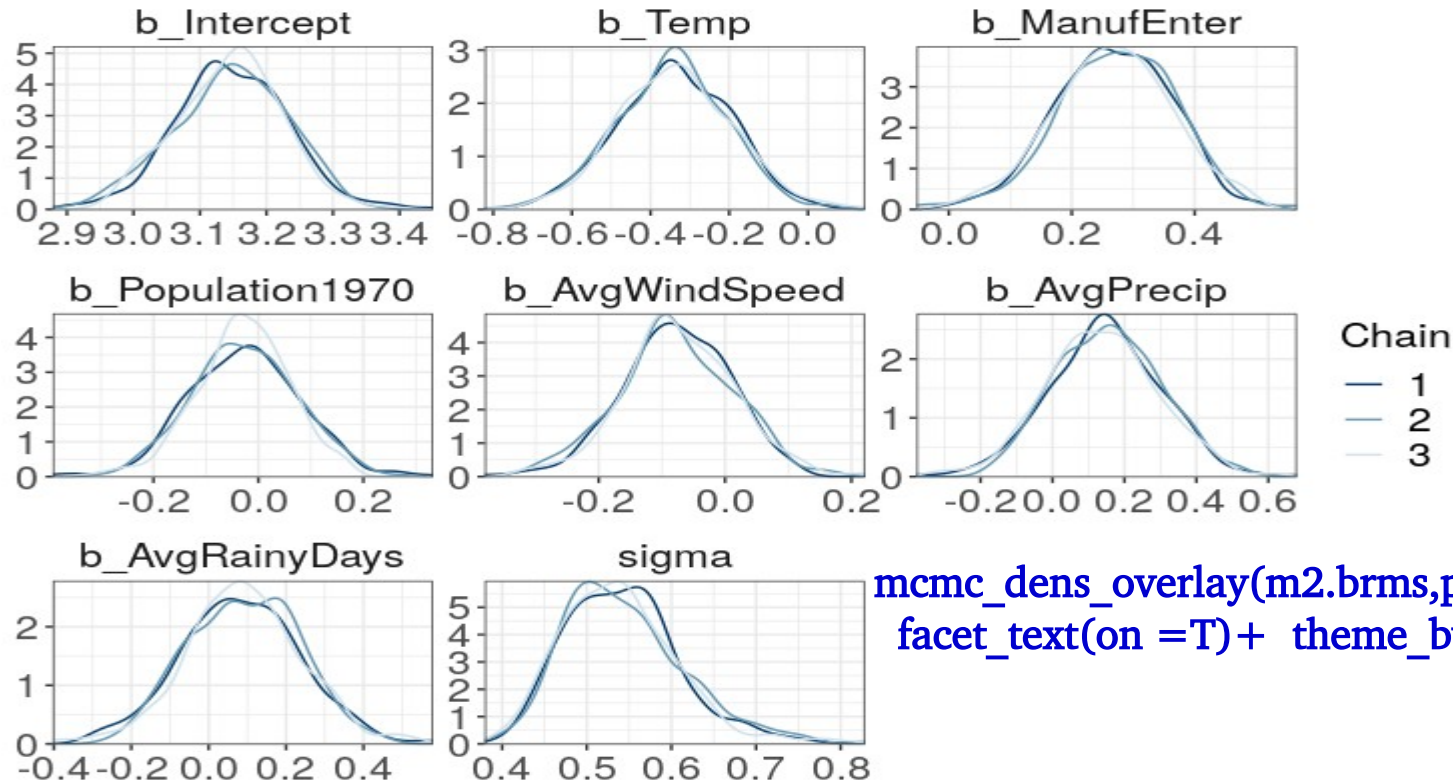 b_Intercept b_Temp b_ManufEnter
5 4 3 2 1 0
3 2 1 0
3 2 1 0
2.9 3.0 3.1 3.2 3.3 3.4 -0.8 -0.6 -0.4 -0.2 0.0 0.0 0.2 0.4
b_Population1970 b_AvgWindSpeed b_AvgPrecip
4 3 2 1 0
4 3 2 1 0
2 1 0
-0.2 0.0 0.2 -0.2 0.0 0.2 -0.2 0.0 0.2 0.4 0.6
Chain
1
2
3
b_AvgRainyDays sigma
2 1 0
5 4 3 2 1 0
-0.4 -0.2 0.0 0.2 0.4 0.4 0.5 0.6 0.7 0.8
mcmc_dens_overlay(m2.brms,
facet_text(on =T)+